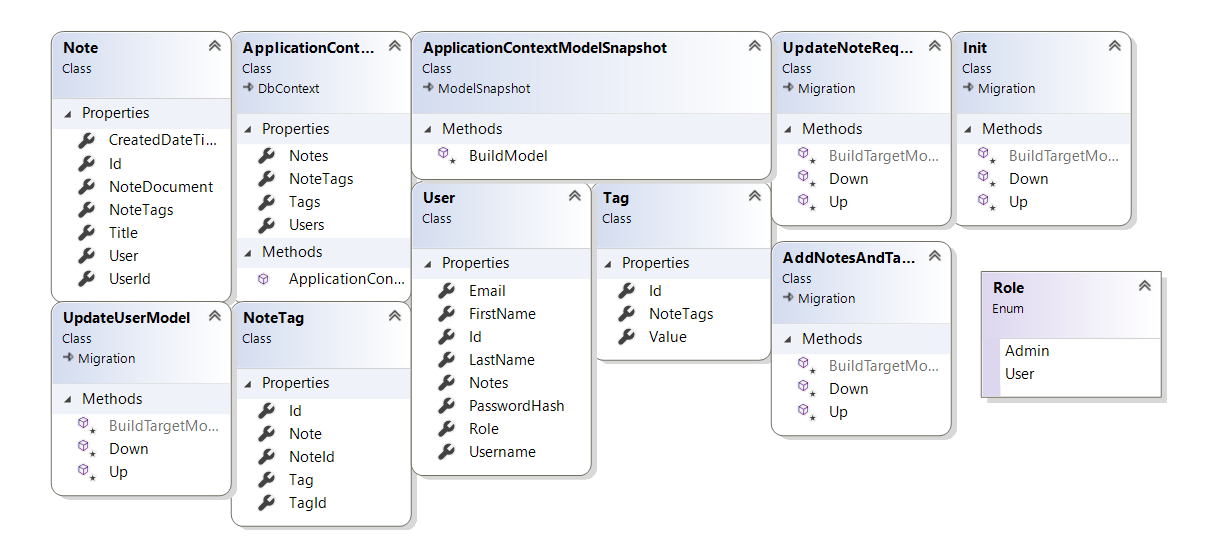 Note
Class
Properties
CreatedDateTi...
Id
NoteDocument
NoteTags
Title
User
UserId
ApplicationCont...
Class
DbContext
Properties
Notes
NoteTags
Tags
Users
Methods
ApplicationCon...
ApplicationContextModelSnapshot
Class
ModelSnapshot
Methods
BuildModel
UpdateNoteReq...
Class
Migration
Methods
BuildTargetMo...
Down
Up
Init
Class
Migration
Methods
BuildTargetMo...
Down
Up
User
Class
Properties
Email
FirstName
Id
LastName
Notes
PasswordHash
Role
Username
Tag
Class
Properties
Id
NoteTags
Value
AddNotesAndTa...
Class
Migration
Methods
BuildTargetMo...
Down
Up
Role
Enum
Admin
User
UpdateUserModel
Class
Migration
Methods
BuildTargetMo...
Down
Up
NoteTag
Class
Properties
Id
Note
NoteId
Tag
TagId